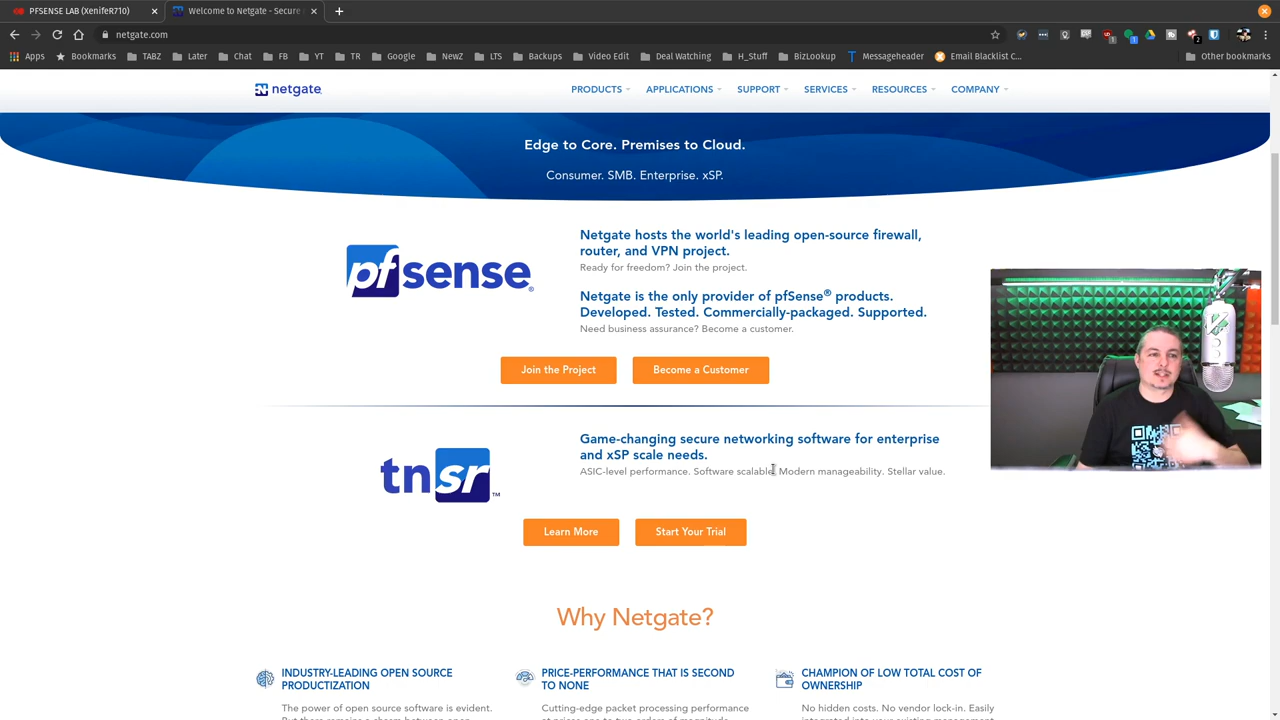 PFSENSE LAB (XenifeR710)
Welcome to Netgate - Secure
netgate.com
Apps
Bookmarks
TABZ
Later
Chat
FB
YT
TR
Google
NewZ
LTS
Backups
Video Edit
Deal Watching
H_Stuff
BizLookup
Messageheader
Email Blacklist C...
Other bookmarks
netgate
PRODUCTS
APPLICATIONS
SUPPORT
SERVICES
RESOURCES
COMPANY
Edge to Core. Premises to Cloud.
Consumer. SMB. Enterprise. xSP.
pfsense®
Netgate hosts the world's leading open-source firewall,
router, and VPN project.
Ready for freedom? Join the project.
Netgate is the only provider of pfSense® products.
Developed. Tested. Commercially-packaged. Supported.
Need business assurance? Become a customer.
Join the Project
Become a Customer
tnsr™
Game-changing secure networking software for enterprise
and xSP scale needs.
ASIC-level performance. Software scalable. Modern manageability. Stellar value.
Learn More
Start Your Trial
Why Netgate?
INDUSTRY-LEADING OPEN SOURCE
PRODUCTIZATION
The power of open source software is evident.
PRICE-PERFORMANCE THAT IS SECOND
TO NONE
Cutting-edge packet processing performance
CHAMPION OF LOW TOTAL COST OF
OWNERSHIP
No hidden costs. No vendor lock-in. Easily